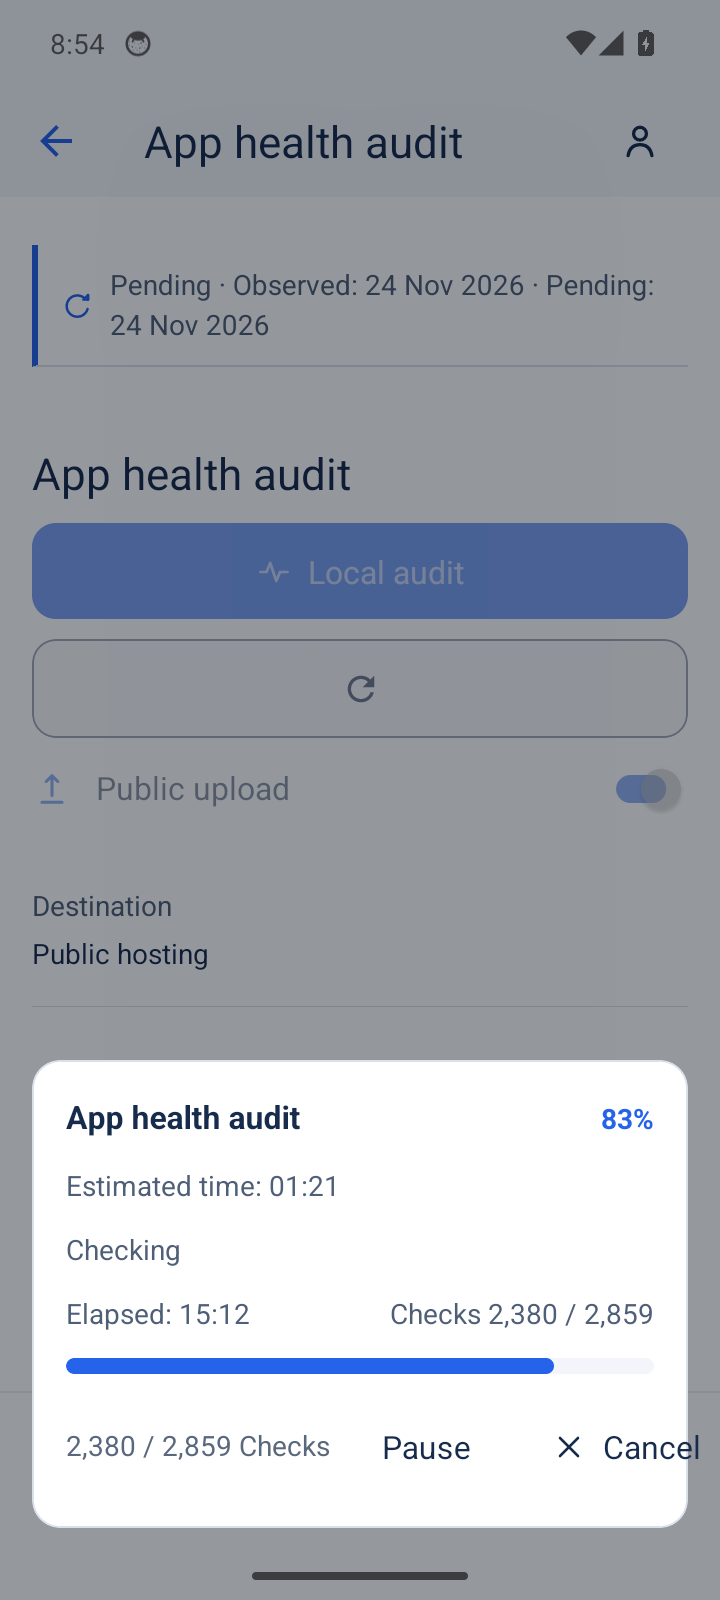 8:54
App health audit
Pending · Observed: 24 Nov 2026 · Pending:
24 Nov 2026
App health audit
Local audit
Public upload
Destination
Public hosting
App health audit 83%
Estimated time: 01:21
Checking
Elapsed: 15:12 Checks 2,380 / 2,859
2,380 / 2,859 Checks Pause Cancel